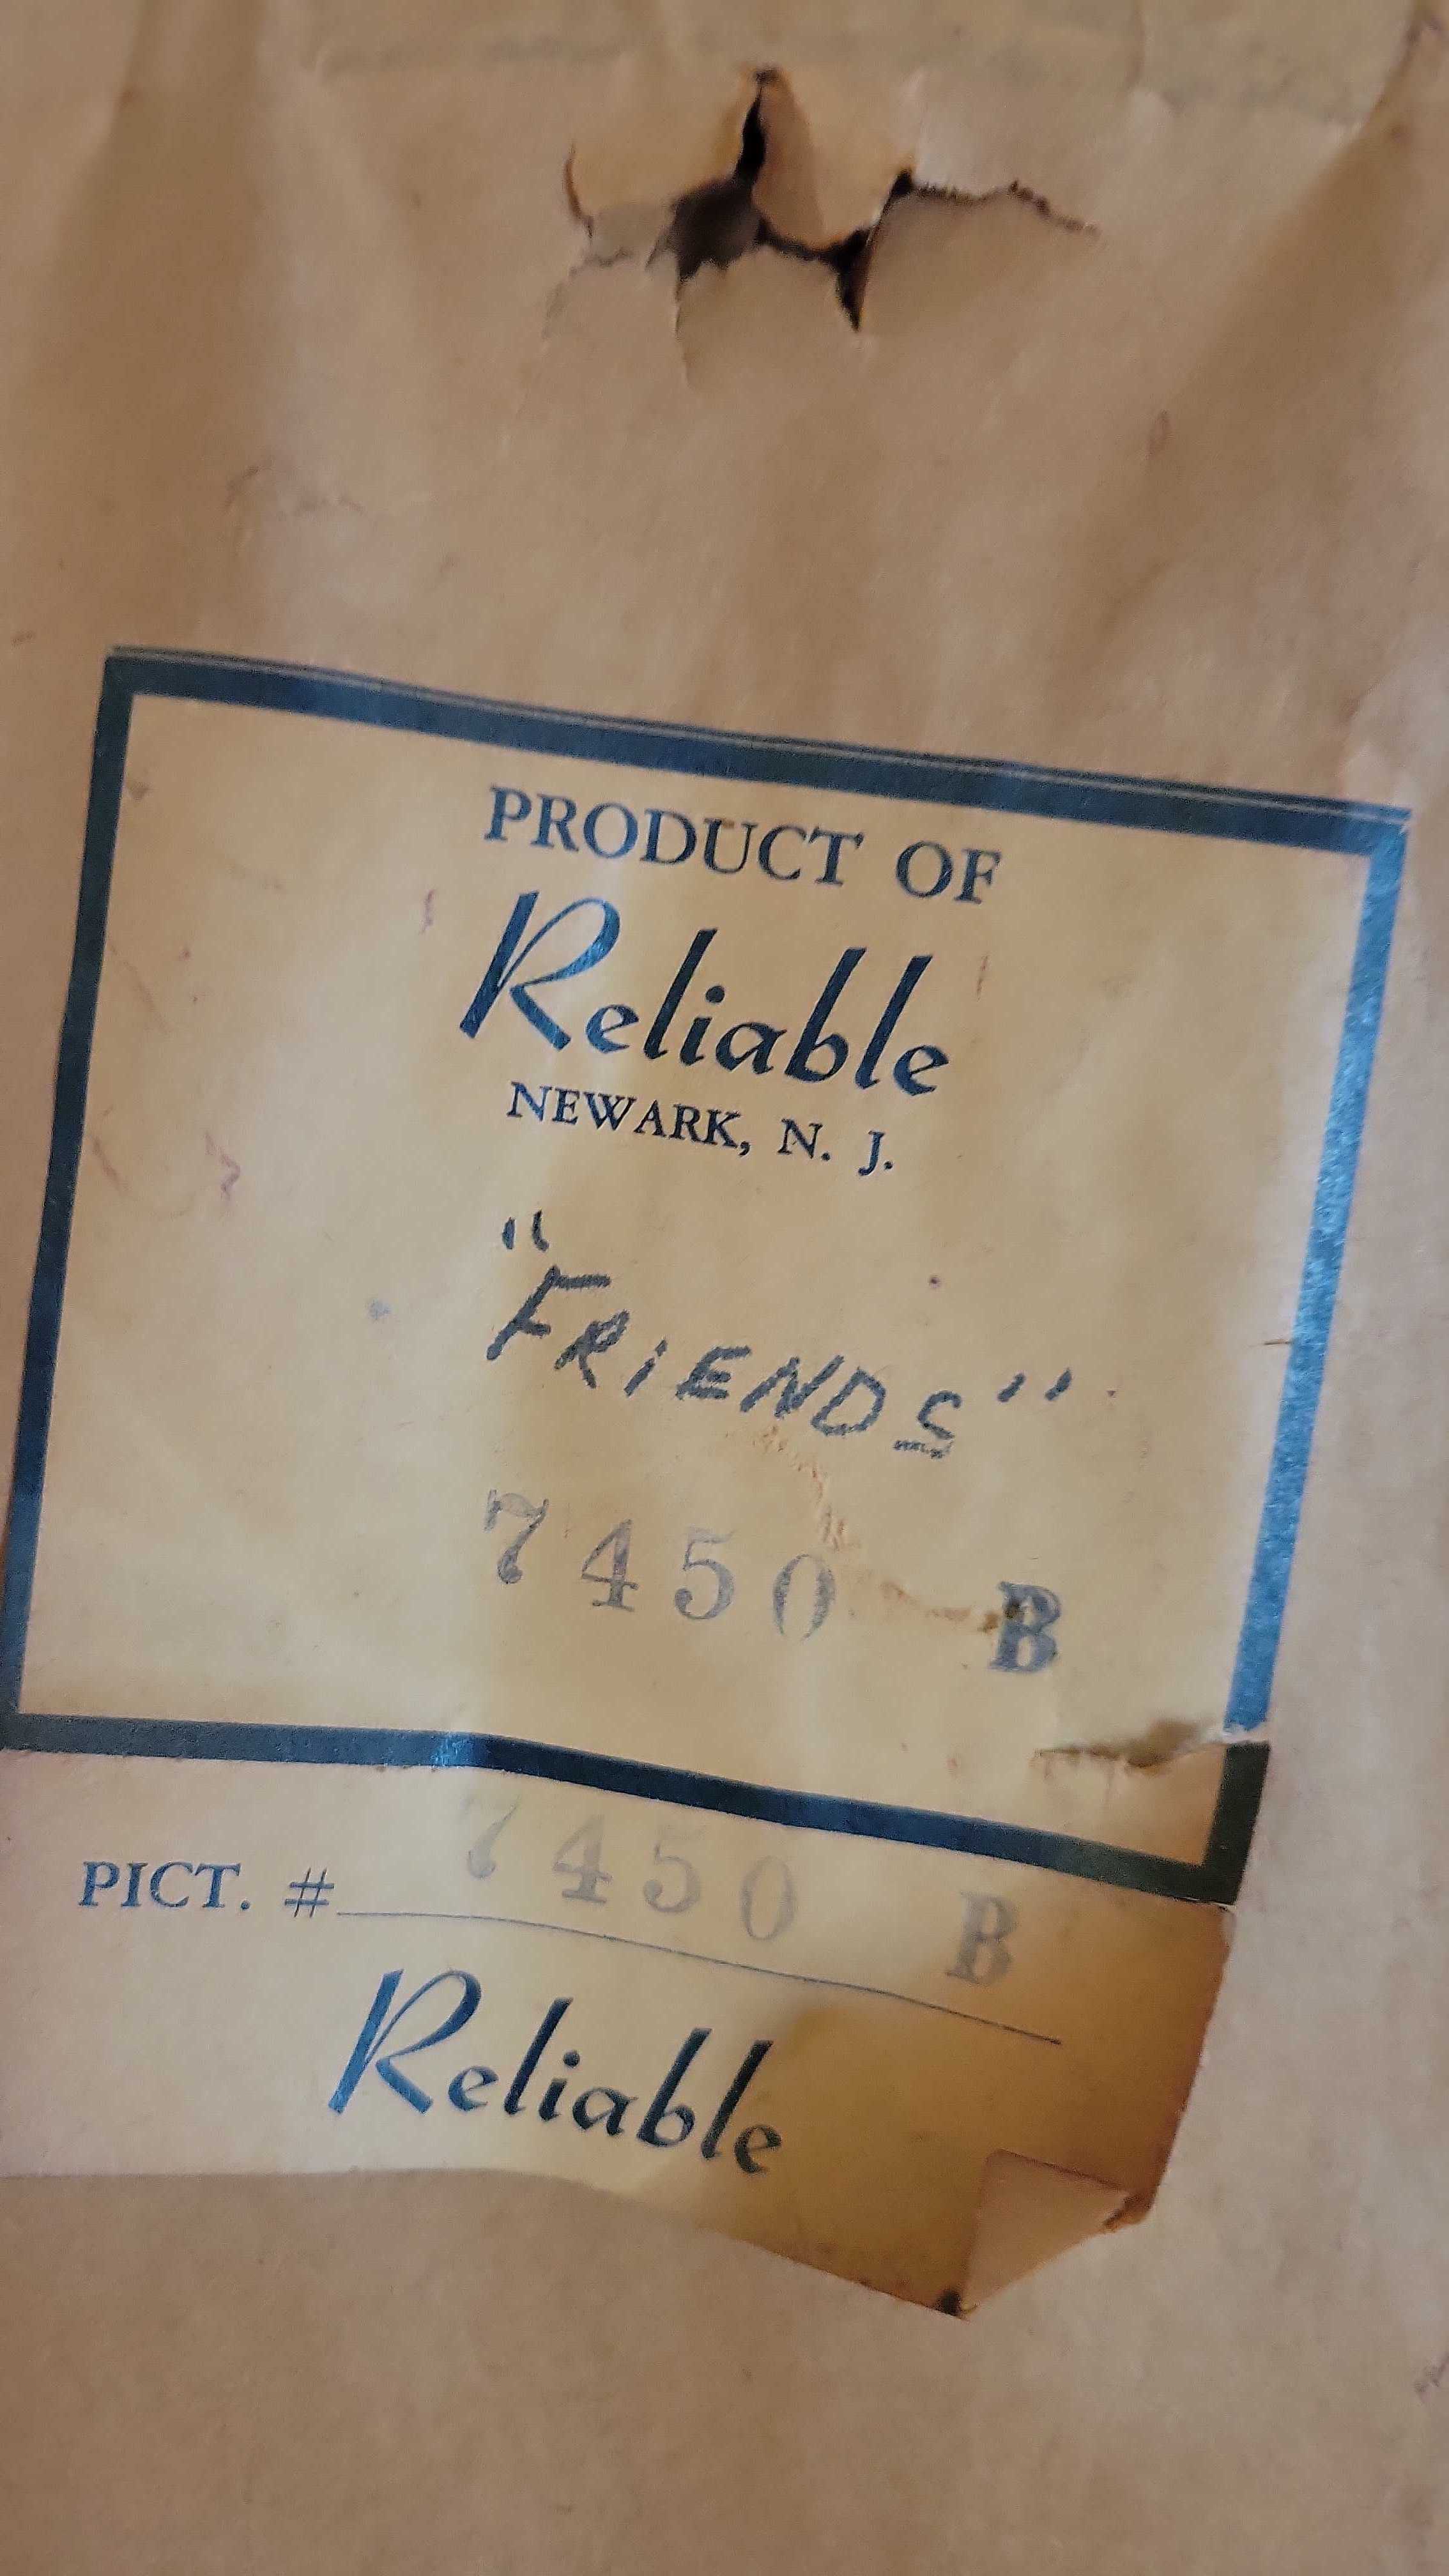 PRODUCT OF
Reliable
NEWARK, N. J.
"FRIENDS"
7450 B
PICT. # 7450 B
Reliable